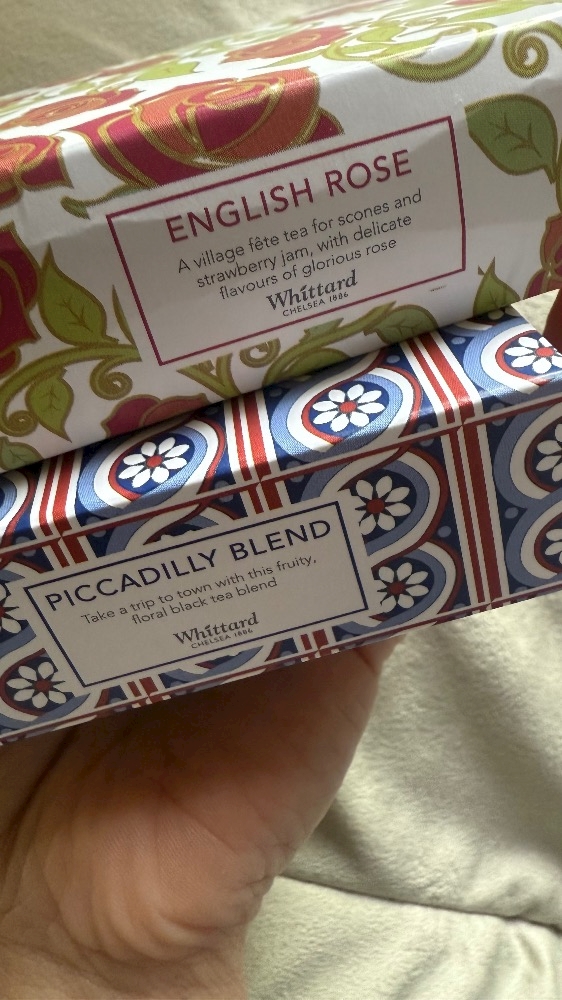 ENGLISH ROSE
A village fête tea for scones and
strawberry jam, with delicate
flavours of glorious rose
Whittard
CHELSEA 1886
PICCADILLY BLEND
Take a trip to town with this fruity,
floral black tea blend
Whittard
CHELSEA 1886